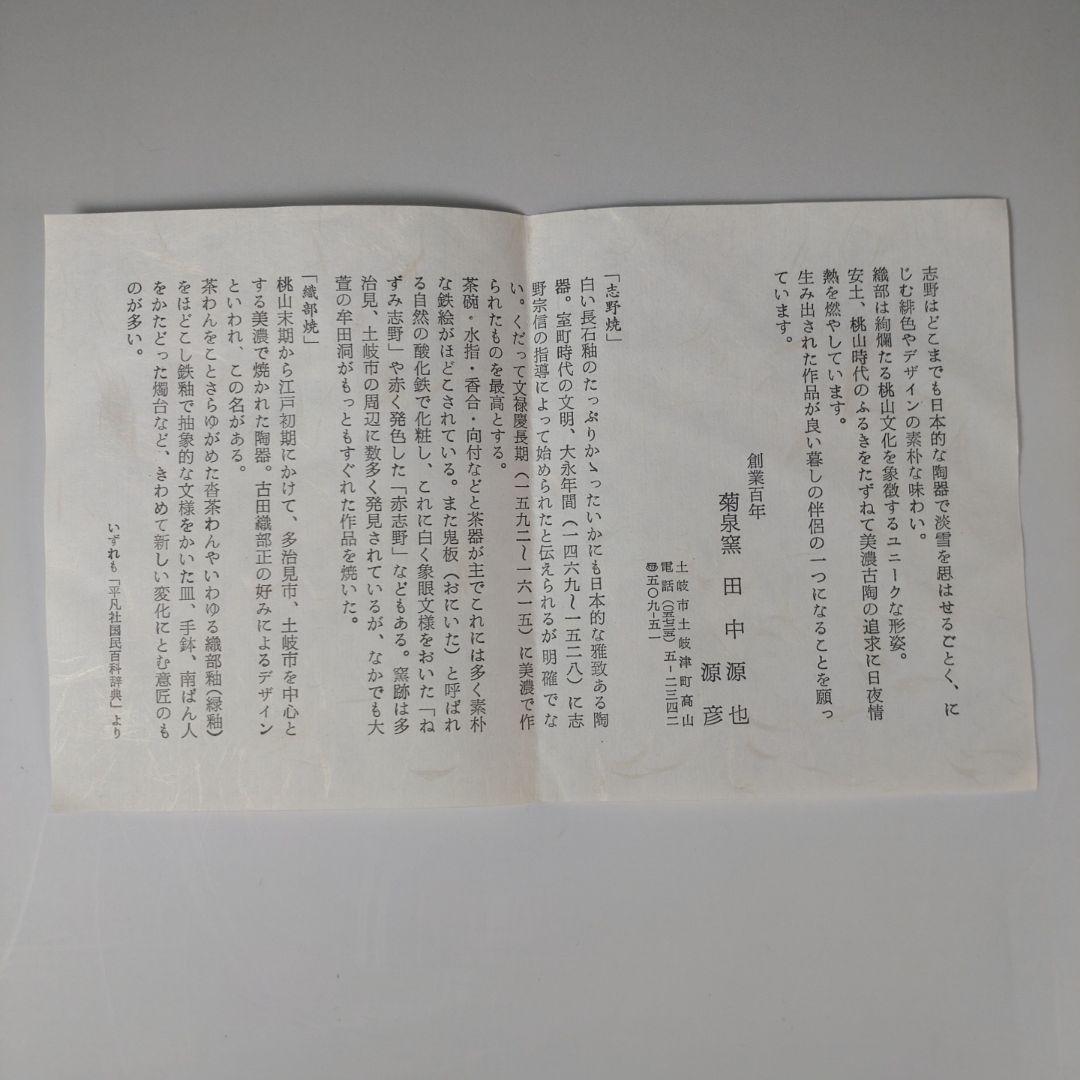 志野はどこまでも日本的な陶器で淡雪を思はせるごとく、に
じむ緋色やデザインの素朴な味わい。
織部は絢爛たる桃山文化を象徴するユニークな形姿。
安土、桃山時代のふるきをたずねて美濃古陶の追求に日夜情
熱を燃やしています。
生み出された作品が良い暮しの伴侶の一つになることを願っ
ています。
創業百年
菊泉窯 田中源也
源彦
土岐市土岐津町高山
電話(〇五七二五)五-二三四二
〒五〇九-五一
「志野焼」
白い長石釉のたっぷりかゝったいかにも日本的な雅致ある陶
器。室町時代の文明、大永年間(一四六九〜一五二八)に志
野宗信の指導によって始められたと伝えられるが明確でな
い。くだって文禄慶長期(一五九二〜一六一五)に美濃で作
られたものを最高とする。
茶碗・水指・香合・向付などと茶器が主でこれには多く素朴
な鉄絵がほどこされている。また鬼板(おにいた)と呼ばれ
る自然の酸化鉄で化粧し、これに白く象眼文様をおいた「ね
ずみ志野」や赤く発色した「赤志野」などもある。窯跡は多
治見、土岐市の周辺に数多く発見されているが、なかでも大
萱の牟田洞がもっともすぐれた作品を焼いた。
「織部焼」
桃山末期から江戸初期にかけて、多治見市、土岐市を中心と
する美濃で焼かれた陶器。古田織部正の好みによるデザイン
といわれ、この名がある。
茶わんをことさらゆがめた沓茶わんやいわゆる織部釉(緑釉)
をほどこし鉄釉で抽象的な文様をかいた皿、手鉢、南ばん人
をかたどった燭台など、きわめて新しい変化にとむ意匠のも
のが多い。
いずれも「平凡社国民百科辞典」より